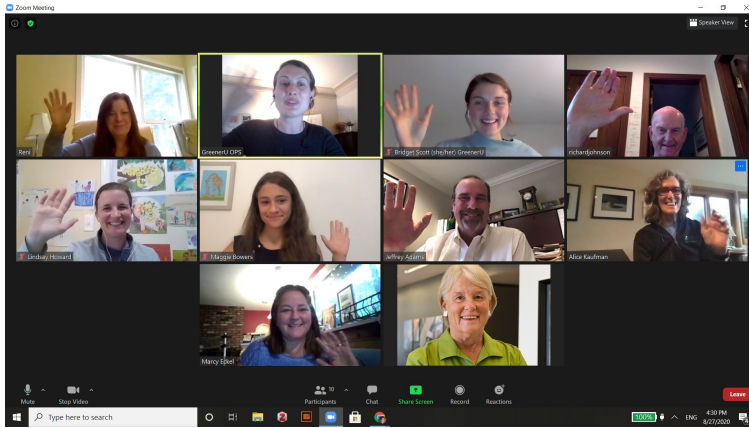 Zoom Meeting
Speaker View
Reni
GreenerU OPS
Bridget Scott (she/her) GreenerU
richardjohnson
Lindsay Howard
Maggie Bowers
Jeffrey Adams
Alice Kaufman
Marcy Eckel
10
Mute
Stop Video
Participants
Chat
Share Screen
Record
Reactions
Leave
Type here to search
100%
ENG
4:30 PM
8/27/2020